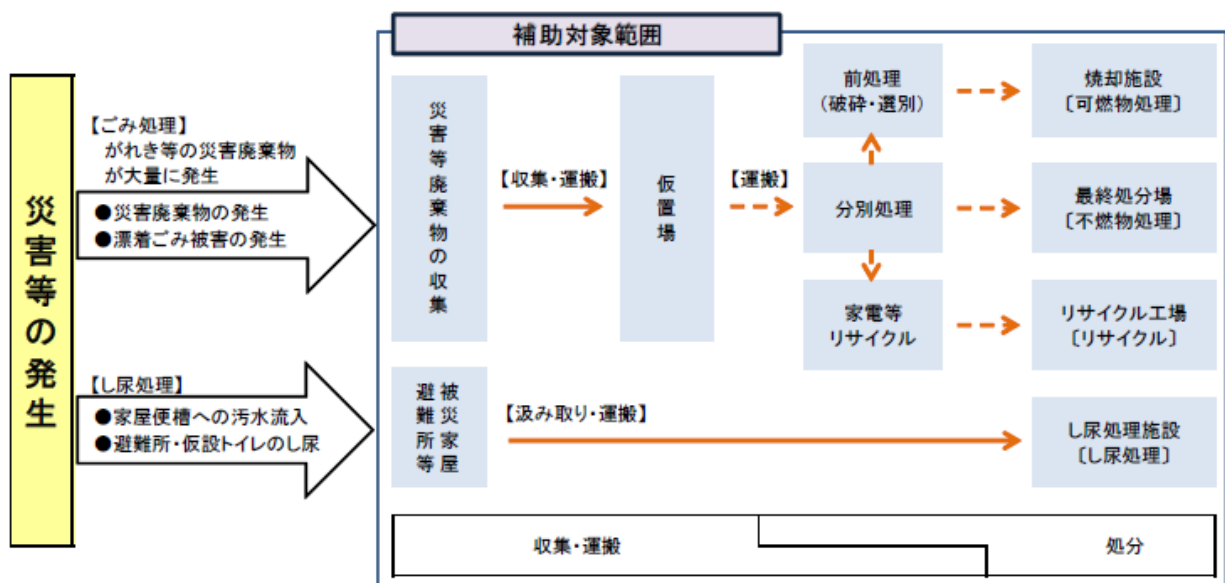 補助対象範囲
災害等の発生
【ごみ処理】
がれき等の災害廃棄物
が大量に発生
●災害廃棄物の発生
●漂着ごみ被害の発生
災害等廃棄物の収集
【収集・運搬】
仮置場
【運搬】
前処理
（破砕・選別）
分別処理
家電等
リサイクル
焼却施設
〔可燃物処理〕
最終処分場
〔不燃物処理〕
リサイクル工場
〔リサイクル〕
【し尿処理】
●家屋便槽への汚水流入
●避難所・仮設トイレのし尿
被災家屋
避難所等
【汲み取り・運搬】
し尿処理施設
〔し尿処理〕
収集・運搬
処分